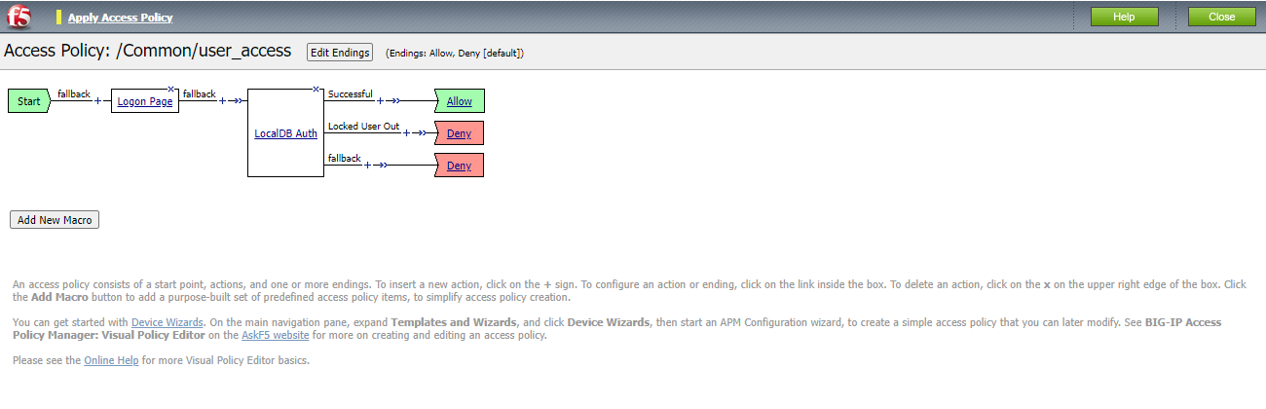 f5 Apply Access Policy Help Close
Access Policy: /Common/user_access Edit Endings (Endings: Allow, Deny [default])
Start fallback + Logon Page x fallback + LocalDB Auth x Successful + Allow
Locked User Out + Deny
fallback + Deny
Add New Macro
An access policy consists of a start point, actions, and one or more endings. To insert a new action, click on the + sign. To configure an action or ending, click on the link inside the box. To delete an action, click on the x on the upper right edge of the box. Click
the Add Macro button to add a purpose-built set of predefined access policy items, to simplify access policy creation.
You can get started with Device Wizards. On the main navigation pane, expand Templates and Wizards, and click Device Wizards, then start an APM Configuration wizard, to create a simple access policy that you can later modify. See BIG-IP Access
Policy Manager: Visual Policy Editor on the AskF5 website for more on creating and editing an access policy.
Please see the Online Help for more Visual Policy Editor basics.